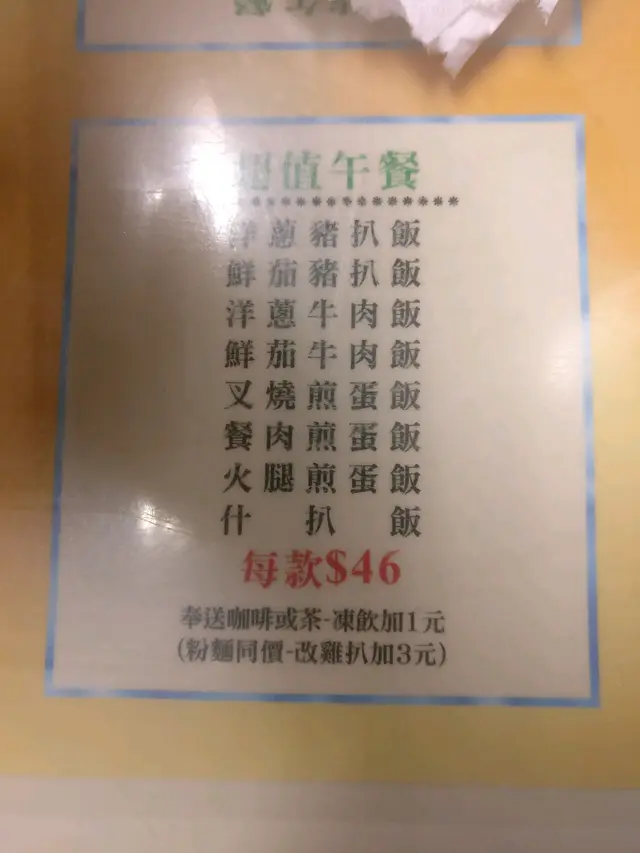 超值午餐
洋蔥豬扒飯
鮮茄豬扒飯
洋蔥牛肉飯
鮮茄牛肉飯
叉燒煎蛋飯
餐肉煎蛋飯
火腿煎蛋飯
什扒飯
每款$46
奉送咖啡或茶-凍飲加1元
(粉麵同價-改雞扒加3元)